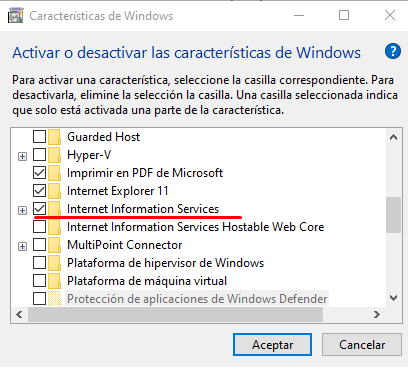 Características de Windows
Activar o desactivar las características de Windows
Para activar una característica, seleccione la casilla correspondiente. Para
desactivarla, elimine la selección la casilla. Una casilla seleccionada indica
que solo está activada una parte de la característica.
Guarded Host
Hyper-V
Imprimir en PDF de Microsoft
Internet Explorer 11
Internet Information Services
Internet Information Services Hostable Web Core
MultiPoint Connector
Plataforma de hipervisor de Windows
Plataforma de máquina virtual
Protección de aplicaciones de Windows Defender
Aceptar
Cancelar